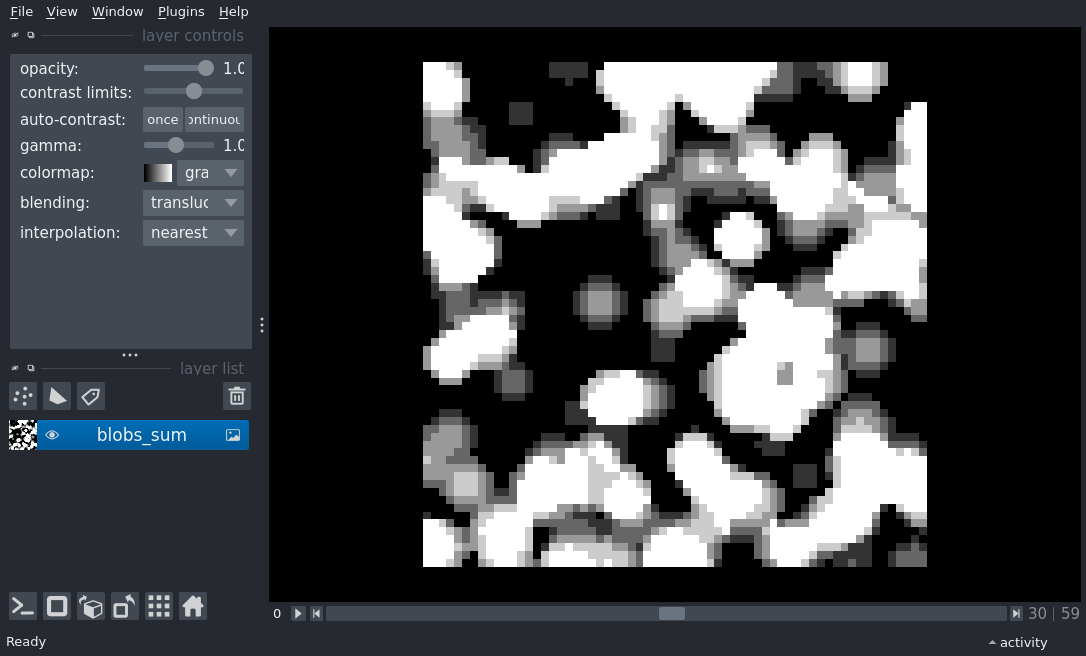 File View Window Plugins Help
layer controls
opacity: 1.0
contrast limits:
auto-contrast: once ontinuou
gamma: 1.0
colormap: gra
blending: transluc
interpolation: nearest
layer list
blobs_sum
0 30 | 59
Ready activity